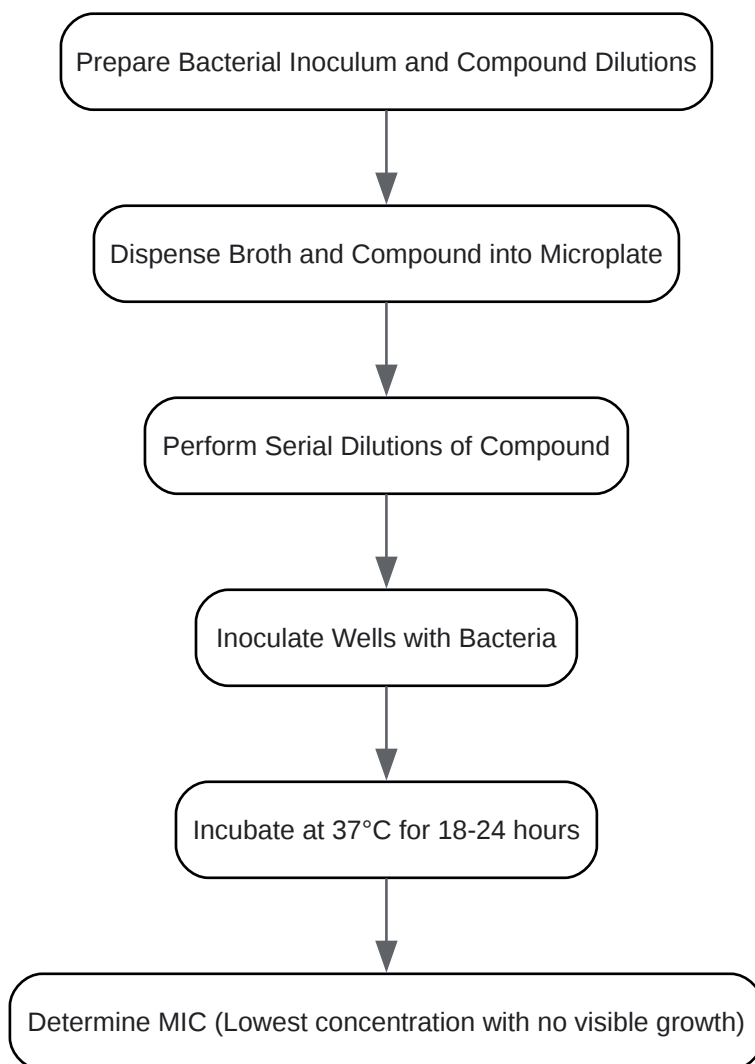 Prepare Bacterial Inoculum and Compound Dilutions
Dispense Broth and Compound into Microplate
Perform Serial Dilutions of Compound
Inoculate Wells with Bacteria
Incubate at 37°C for 18-24 hours
Determine MIC (Lowest concentration with no visible growth)